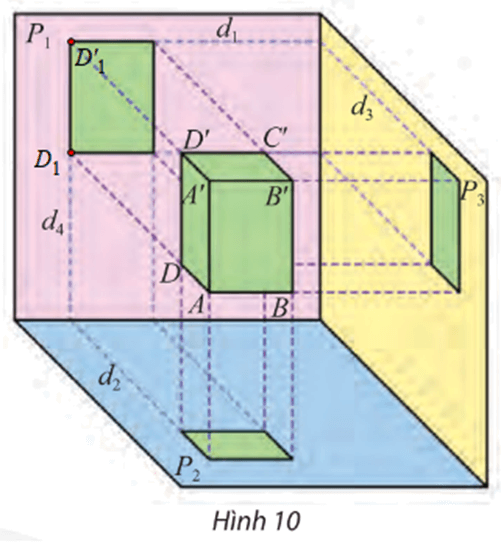 P₁
D'₁
d₁
d₃
D₁
D'
C'
A'
B'
P₃
d₄
D
A
B
d₂
P₂
Hình 10